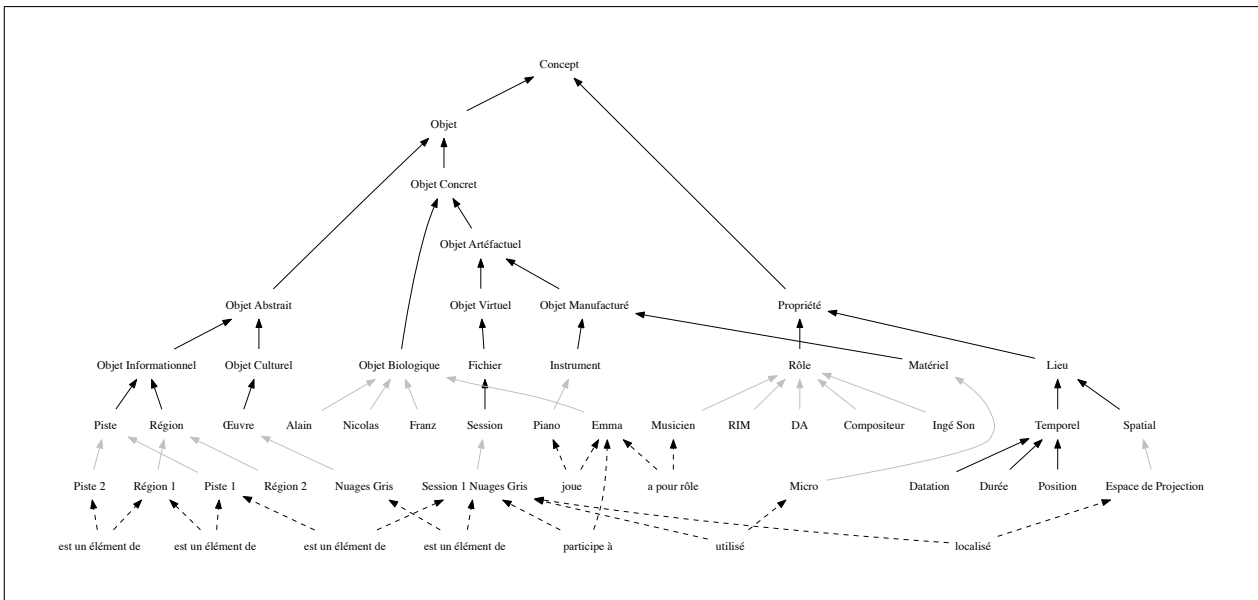 Concept
Objet
Objet Concret
Objet Artéfactuel
Objet Abstrait Objet Virtuel Objet Manufacturé Propriété
Objet Informationnel Objet Culturel Objet Biologique Fichier Instrument Rôle Matériel Lieu
Piste Région Œuvre Alain Nicolas Franz Session Piano Emma Musicien RIM DA Compositeur Ingé Son Temporel Spatial
Piste 2 Région 1 Piste 1 Région 2 Nuages Gris Session 1 Nuages Gris joue a pour rôle Micro Datation Durée Position Espace de Projection
est un élément de est un élément de est un élément de est un élément de participe à utilisé localisé